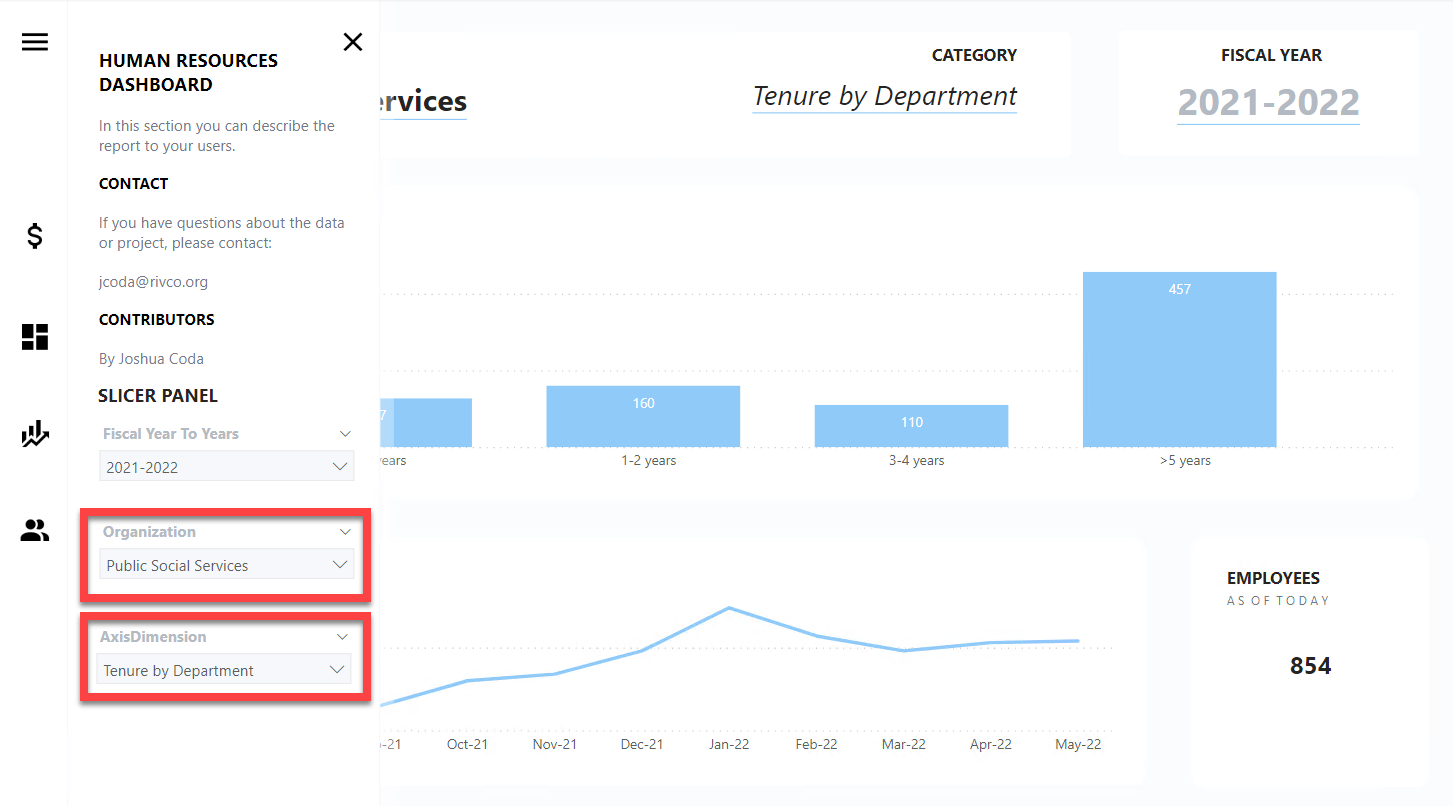 HUMAN RESOURCES
DASHBOARD
In this section you can describe the
report to your users.
CONTACT
If you have questions about the data
or project, please contact:
jcoda@rivco.org
CONTRIBUTORS
By Joshua Coda
SLICER PANEL
Fiscal Year To Years
2021-2022
Organization
Public Social Services
AxisDimension
Tenure by Department
ervices
CATEGORY
Tenure by Department
FISCAL YEAR
2021-2022
7
160
110
457
years
1-2 years
3-4 years
>5 years
-21
Oct-21
Nov-21
Dec-21
Jan-22
Feb-22
Mar-22
Apr-22
May-22
EMPLOYEES
AS OF TODAY
854